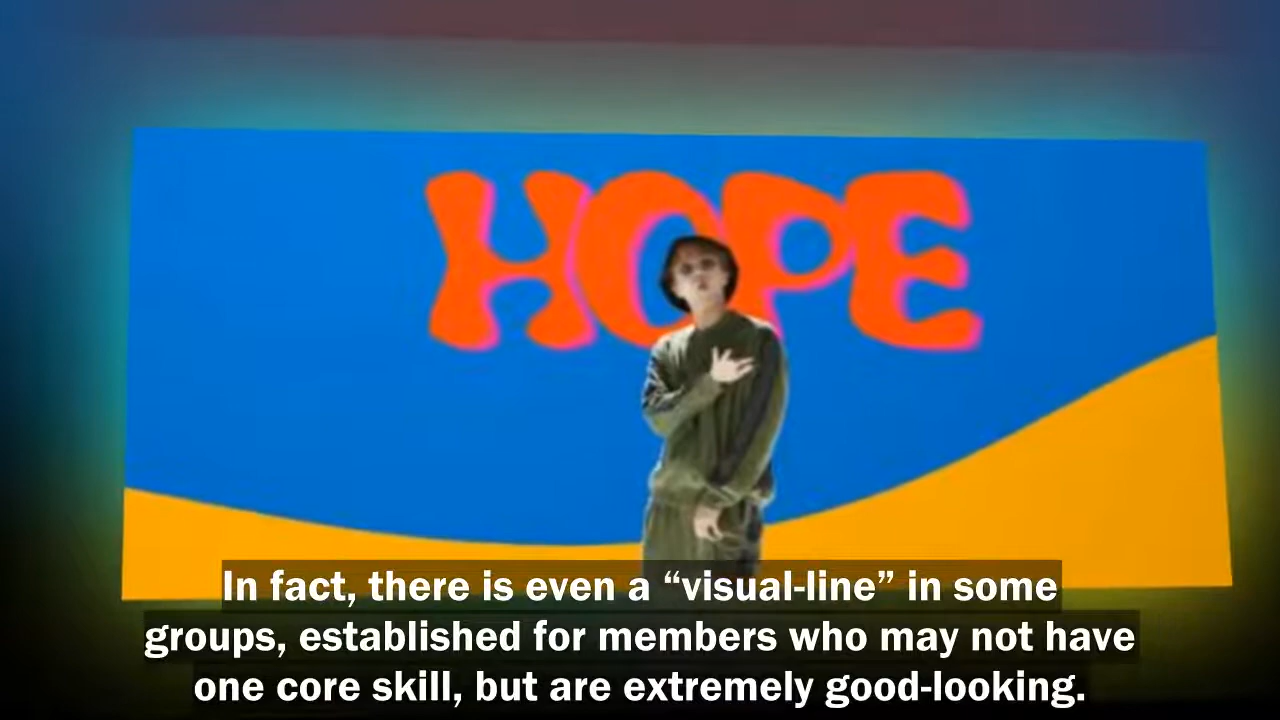 HOPE
In fact, there is even a “visual-line” in some
groups, established for members who may not have
one core skill, but are extremely good-looking.